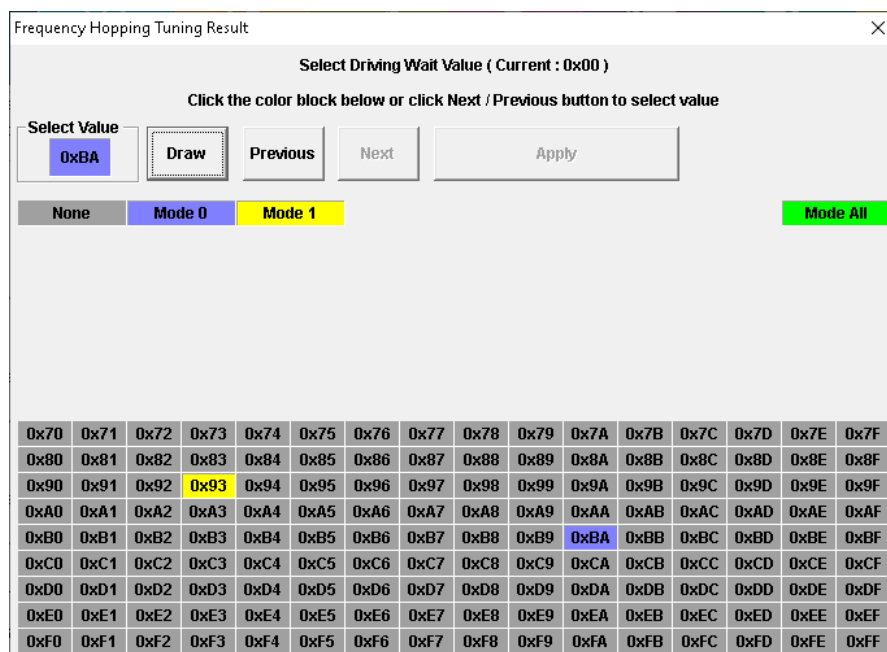 Frequency Hopping Tuning Result
Select Driving Wait Value ( Current : 0x00 )
Click the color block below or click Next / Previous button to select value
Select Value
0xBA Draw Previous Next Apply
None Mode 0 Mode 1 Mode All
0x70 0x71 0x72 0x73 0x74 0x75 0x76 0x77 0x78 0x79 0x7A 0x7B 0x7C 0x7D 0x7E 0x7F
0x80 0x81 0x82 0x83 0x84 0x85 0x86 0x87 0x88 0x89 0x8A 0x8B 0x8C 0x8D 0x8E 0x8F
0x90 0x91 0x92 0x93 0x94 0x95 0x96 0x97 0x98 0x99 0x9A 0x9B 0x9C 0x9D 0x9E 0x9F
0xA0 0xA1 0xA2 0xA3 0xA4 0xA5 0xA6 0xA7 0xA8 0xA9 0xAA 0xAB 0xAC 0xAD 0xAE 0xAF
0xB0 0xB1 0xB2 0xB3 0xB4 0xB5 0xB6 0xB7 0xB8 0xB9 0xBA 0xBB 0xBC 0xBD 0xBE 0xBF
0xC0 0xC1 0xC2 0xC3 0xC4 0xC5 0xC6 0xC7 0xC8 0xC9 0xCA 0xCB 0xCC 0xCD 0xCE 0xCF
0xD0 0xD1 0xD2 0xD3 0xD4 0xD5 0xD6 0xD7 0xD8 0xD9 0xDA 0xDB 0xDC 0xDD 0xDE 0xDF
0xE0 0xE1 0xE2 0xE3 0xE4 0xE5 0xE6 0xE7 0xE8 0xE9 0xEA 0xEB 0xEC 0xED 0xEE 0xEF
0xF0 0xF1 0xF2 0xF3 0xF4 0xF5 0xF6 0xF7 0xF8 0xF9 0xFA 0xFB 0xFC 0xFD 0xFE 0xFF